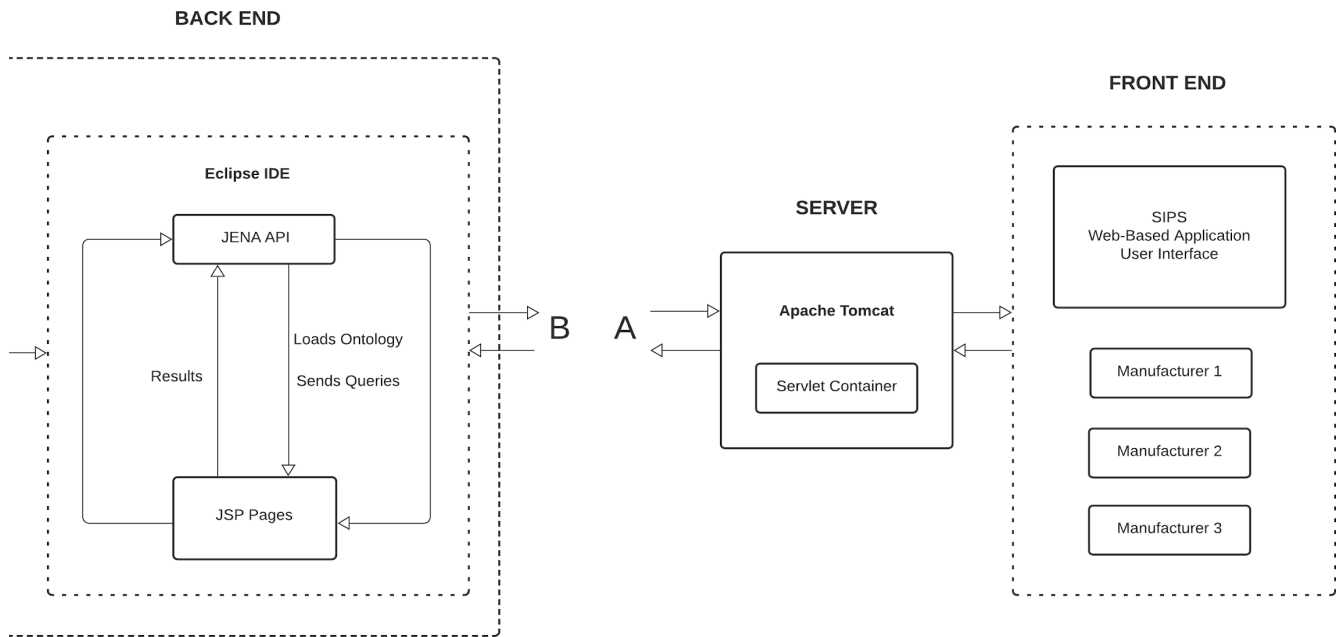 BACK END
Eclipse IDE
JENA API
Loads Ontology
Results
Sends Queries
JSP Pages
B
A
SERVER
Apache Tomcat
Servlet Container
FRONT END
SIPS
Web-Based Application
User Interface
Manufacturer 1
Manufacturer 2
Manufacturer 3